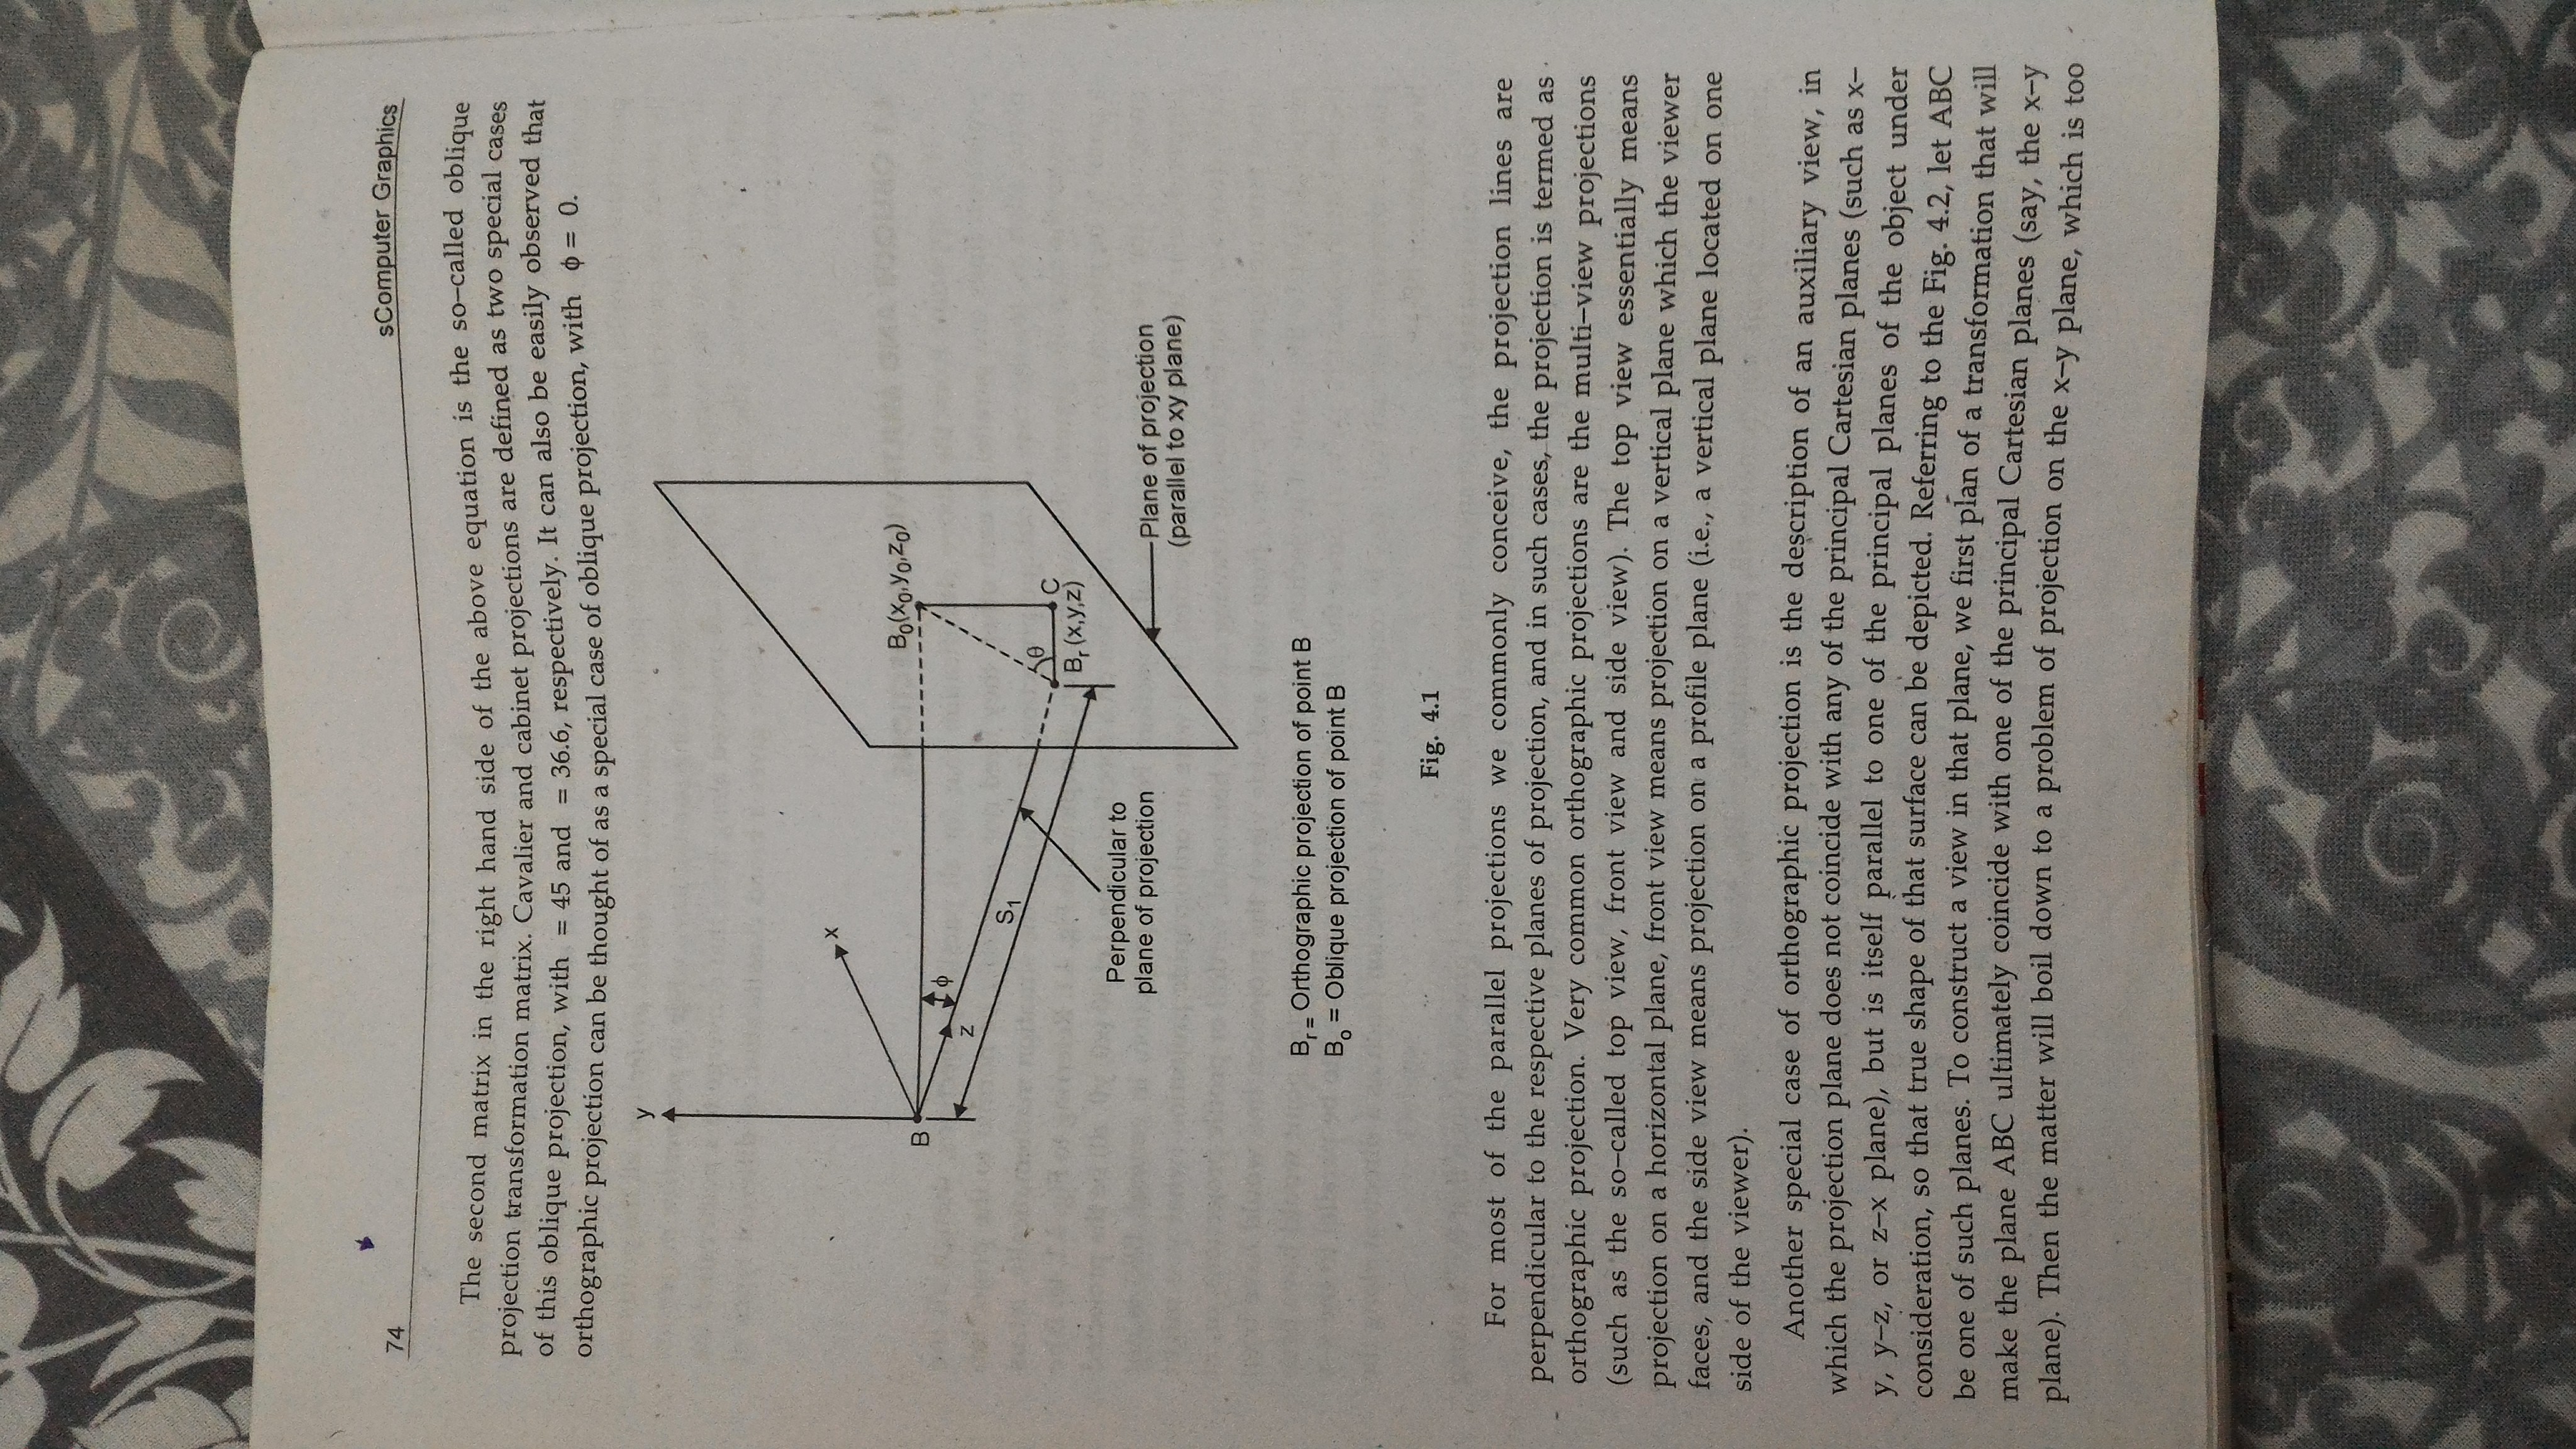 74
sComputer Graphics
The second matrix in the right hand side of the above equation is the so–called oblique
projection transformation matrix. Cavalier and cabinet projections are defined as two special cases
of this oblique projection, with = 45 and = 36.6, respectively. It can also be easily observed that
orthographic projection can be thought of as a special case of oblique projection, with ϕ = 0.
y
x
B₀(x₀,y₀,z₀)
B
ϕ
z
S₁
θ
C
Bᵣ (x,y,z)
Perpendicular to
plane of projection
Plane of projection
(parallel to xy plane)
Bᵣ = Orthographic projection of point B
Bₒ = Oblique projection of point B
Fig. 4.1
For most of the parallel projections we commonly conceive, the projection lines are
perpendicular to the respective planes of projection, and in such cases, the projection is termed as
orthographic projection. Very common orthographic projections are the multi–view projections
(such as the so–called top view, front view and side view). The top view essentially means
projection on a horizontal plane, front view means projection on a vertical plane which the viewer
faces, and the side view means projection on a profile plane (i.e., a vertical plane located on one
side of the viewer).
Another special case of orthographic projection is the description of an auxiliary view, in
which the projection plane does not coincide with any of the principal Cartesian planes (such as x–
y, y–z, or z–x plane), but is itself parallel to one of the principal planes of the object under
consideration, so that true shape of that surface can be depicted. Referring to the Fig. 4.2, let ABC
be one of such planes. To construct a view in that plane, we first plan of a transformation that will
make the plane ABC ultimately coincide with one of the principal Cartesian planes (say, the x–y
plane). Then the matter will boil down to a problem of projection on the x–y plane, which is too